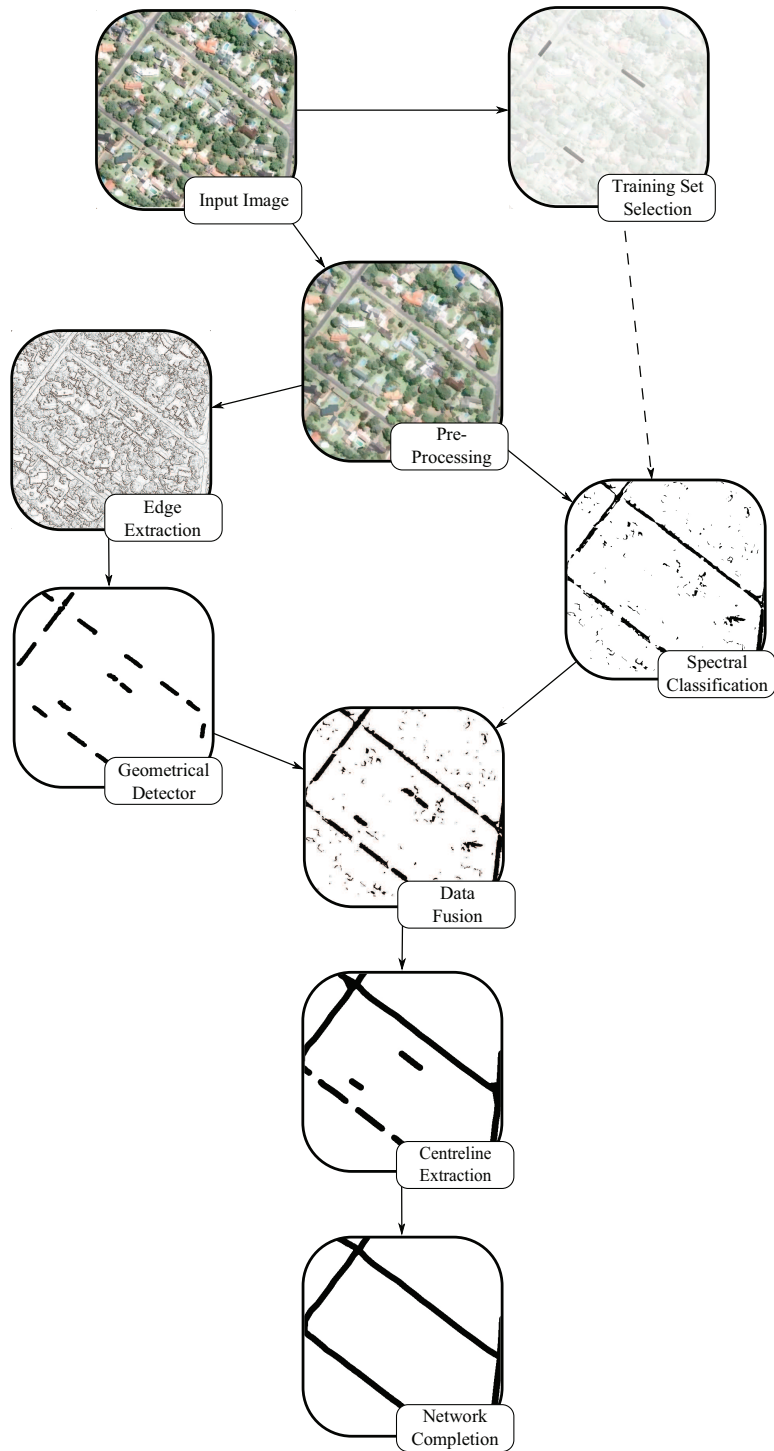 Input Image
Training Set
Selection
Pre-
Processing
Edge
Extraction
Spectral
Classification
Geometrical
Detector
Data
Fusion
Centreline
Extraction
Network
Completion